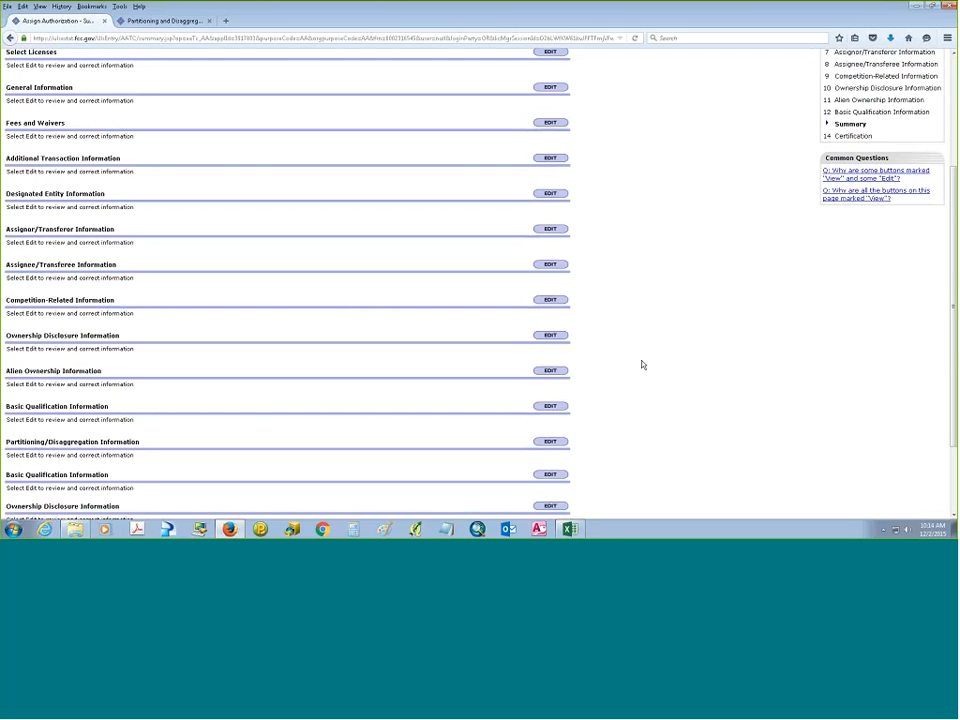 File Edit View History Bookmarks Tools Help
Assign Authorization - Su... × Partitioning and Disaggreg... × +
Search
Select Licenses EDIT
Select Edit to review and correct information
General Information EDIT
Select Edit to review and correct information
Fees and Waivers EDIT
Select Edit to review and correct information
Additional Transaction Information EDIT
Select Edit to review and correct information
Designated Entity Information EDIT
Select Edit to review and correct information
Assignor/Transferor Information EDIT
Select Edit to review and correct information
Assignee/Transferee Information EDIT
Select Edit to review and correct information
Competition-Related Information EDIT
Select Edit to review and correct information
Ownership Disclosure Information EDIT
Select Edit to review and correct information
Alien Ownership Information EDIT
Select Edit to review and correct information
Basic Qualification Information EDIT
Select Edit to review and correct information
Partitioning/Disaggregation Information EDIT
Select Edit to review and correct information
Basic Qualification Information EDIT
Select Edit to review and correct information
Ownership Disclosure Information EDIT
7 Assignor/Transferor Information
8 Assignee/Transferee Information
9 Competition-Related Information
10 Ownership Disclosure Information
11 Alien Ownership Information
12 Basic Qualification Information
Summary
14 Certification
Common Questions
Q: Why are some buttons marked
"View" and some "Edit"?
Q: Why are all the buttons on this
page marked "View"?
10:14 AM
12/2/2015